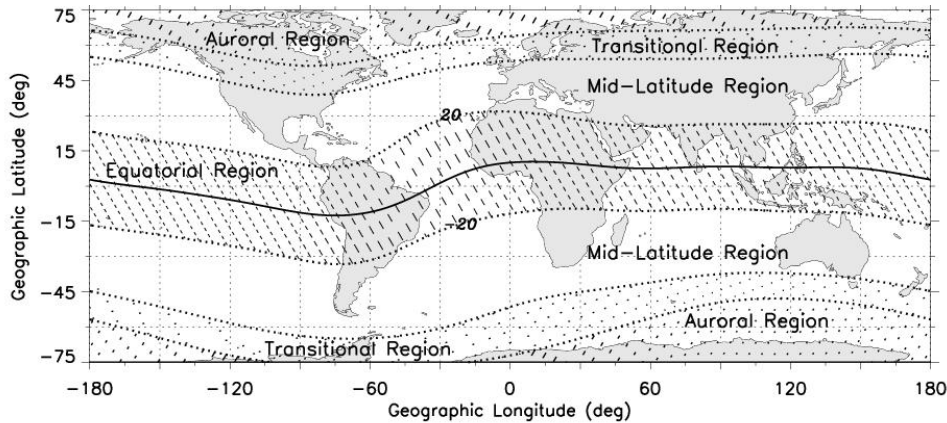 75
Auroral Region
Transitional Region
45
Mid−Latitude Region
20
15
Equatorial Region
−15
−20
Mid−Latitude Region
−45
Auroral Region
Transitional Region
−75
−180 −120 −60 0 60 120 180
Geographic Longitude (deg)
Geographic Latitude (deg)